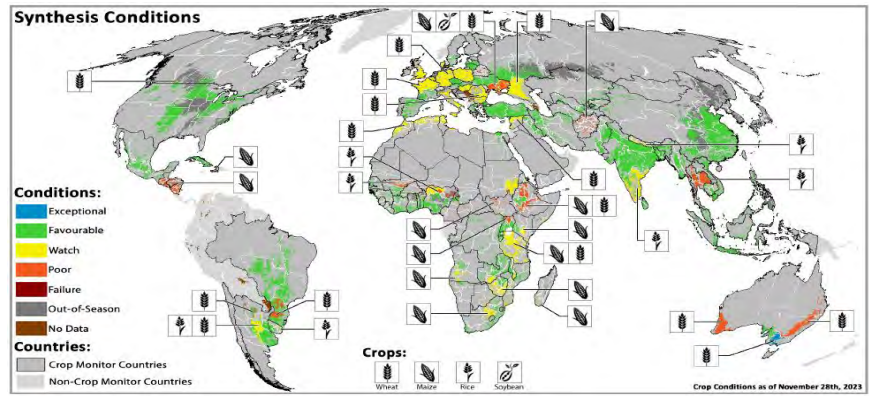 Synthesis Conditions
Conditions:
Exceptional
Favourable
Watch
Poor
Failure
Out-of-Season
No Data
Countries:
Crop Monitor Countries
Non-Crop Monitor Countries
Crops:
Wheat
Maize
Rice
Soybean
Crop Conditions as of November 28th, 2023